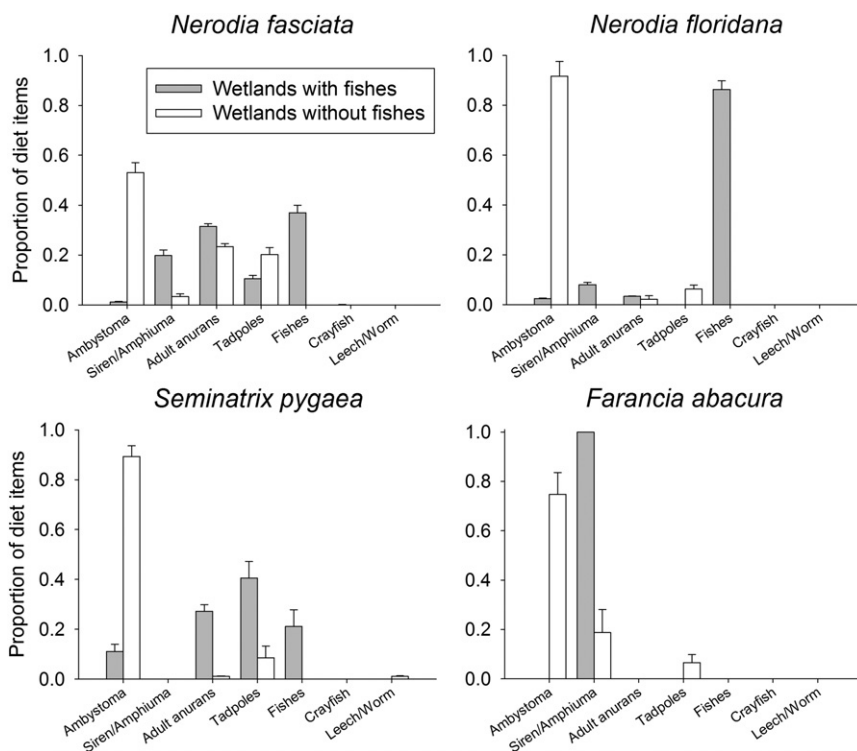 Nerodia fasciata
Nerodia floridana
Wetlands with fishes
Wetlands without fishes
Proportion of diet items
1.0
0.8
0.6
0.4
0.2
0.0
Ambystoma
Siren/Amphiuma
Adult anurans
Tadpoles
Fishes
Crayfish
Leech/Worm
1.0
0.8
0.6
0.4
0.2
0.0
Ambystoma
Siren/Amphiuma
Adult anurans
Tadpoles
Fishes
Crayfish
Leech/Worm
Seminatrix pygaea
Farancia abacura
Proportion of diet items
1.0
0.8
0.6
0.4
0.2
0.0
Ambystoma
Siren/Amphiuma
Adult anurans
Tadpoles
Fishes
Crayfish
Leech/Worm
1.0
0.8
0.6
0.4
0.2
0.0
Ambystoma
Siren/Amphiuma
Adult anurans
Tadpoles
Fishes
Crayfish
Leech/Worm